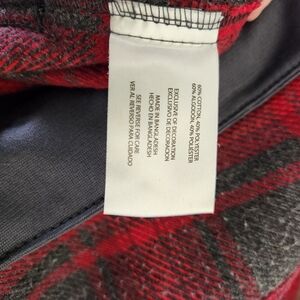 60% COTTON, 40% POLYESTER
60% ALGODÓN, 40% POLIÉSTER
EXCLUSIVE OF DECORATION
EXCLUSIVO DE DECORACIÓN
MADE IN BANGLADESH
HECHO EN BANGLADESH
SEE REVERSE FOR CARE
VER AL REVERSO PARA CUIDADO